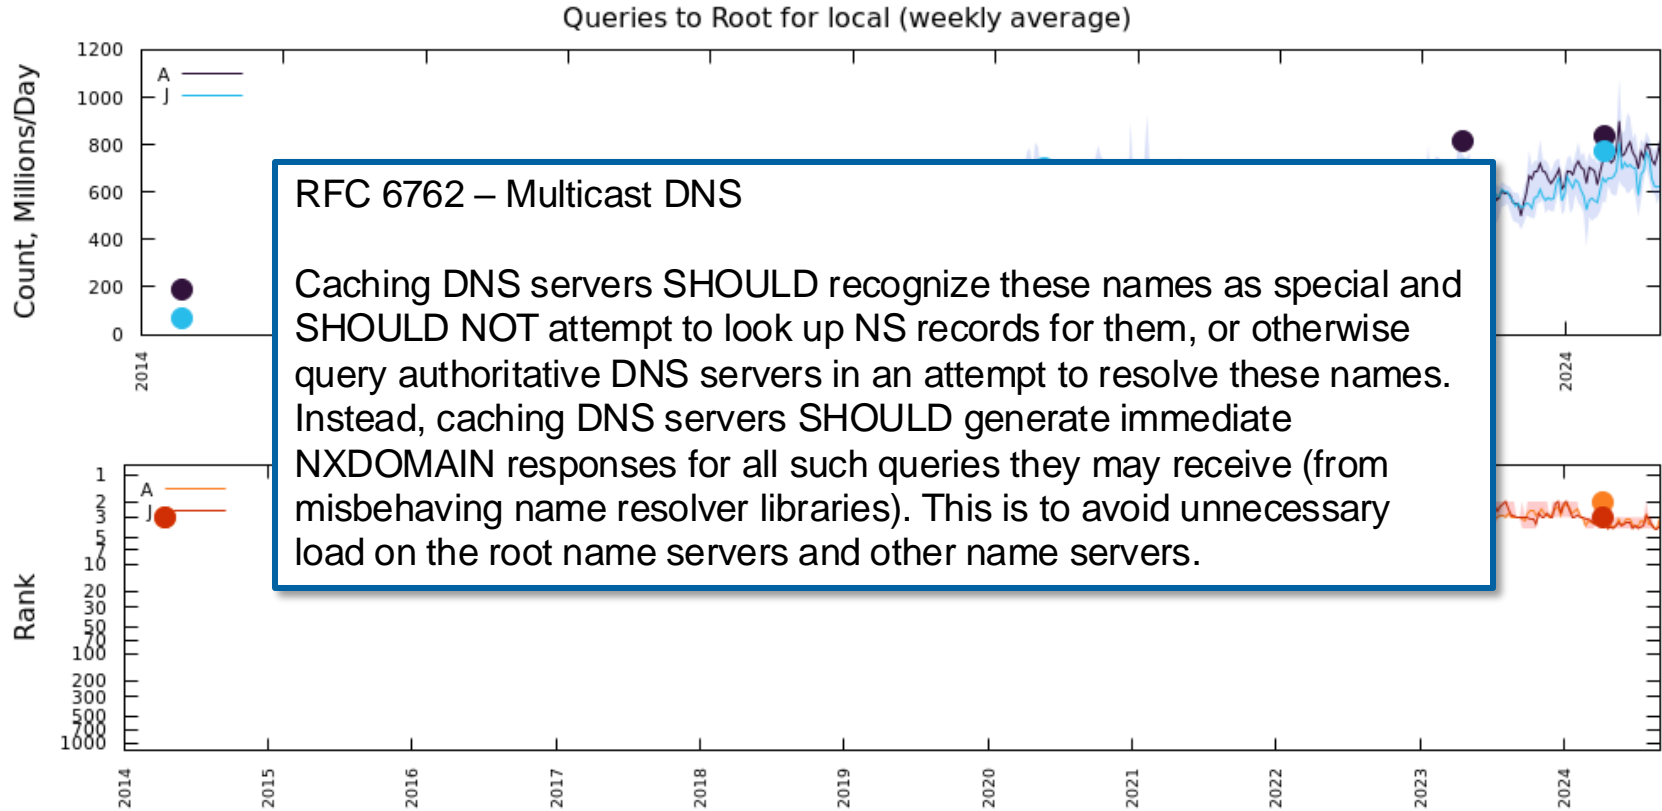 Queries to Root for local (weekly average)
Count, Millions/Day
1200
1000
800
600
400
200
0
A
J
2014
2024
RFC 6762 – Multicast DNS
Caching DNS servers SHOULD recognize these names as special and
SHOULD NOT attempt to look up NS records for them, or otherwise
query authoritative DNS servers in an attempt to resolve these names.
Instead, caching DNS servers SHOULD generate immediate
NXDOMAIN responses for all such queries they may receive (from
misbehaving name resolver libraries). This is to avoid unnecessary
load on the root name servers and other name servers.
Rank
1
2
3
5
7
10
20
30
50
70
100
200
300
500
700
1000
A
J
2014
2015
2016
2017
2018
2019
2020
2021
2022
2023
2024